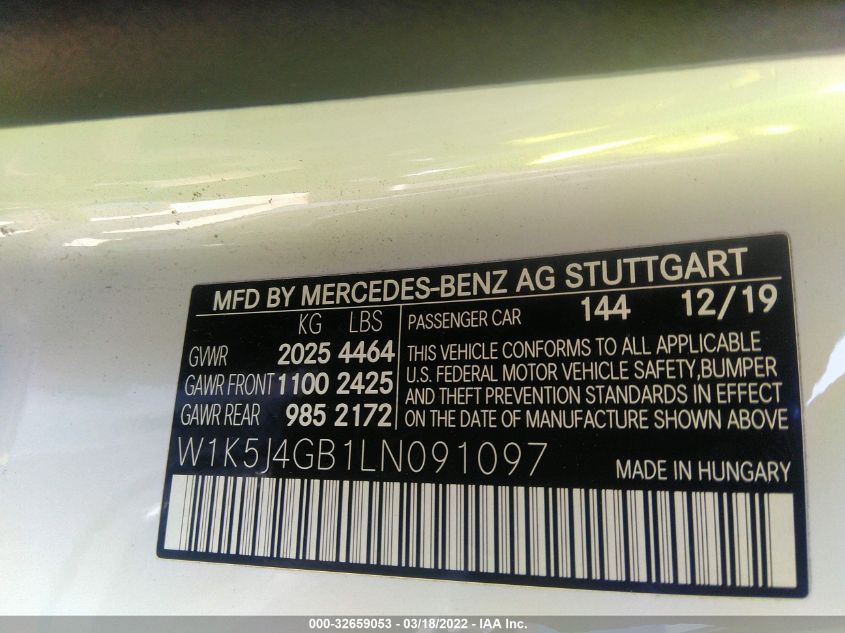 MFD BY MERCEDES-BENZ AG STUTTGART
KG LBS PASSENGER CAR 144 12/19
GVWR 2025 4464 THIS VEHICLE CONFORMS TO ALL APPLICABLE
GAWR FRONT 1100 2425 U.S. FEDERAL MOTOR VEHICLE SAFETY, BUMPER
AND THEFT PREVENTION STANDARDS IN EFFECT
GAWR REAR 985 2172 ON THE DATE OF MANUFACTURE SHOWN ABOVE
W1K5J4GB1LN091097 MADE IN HUNGARY
000-32659053 - 03/18/2022 - IAA Inc.